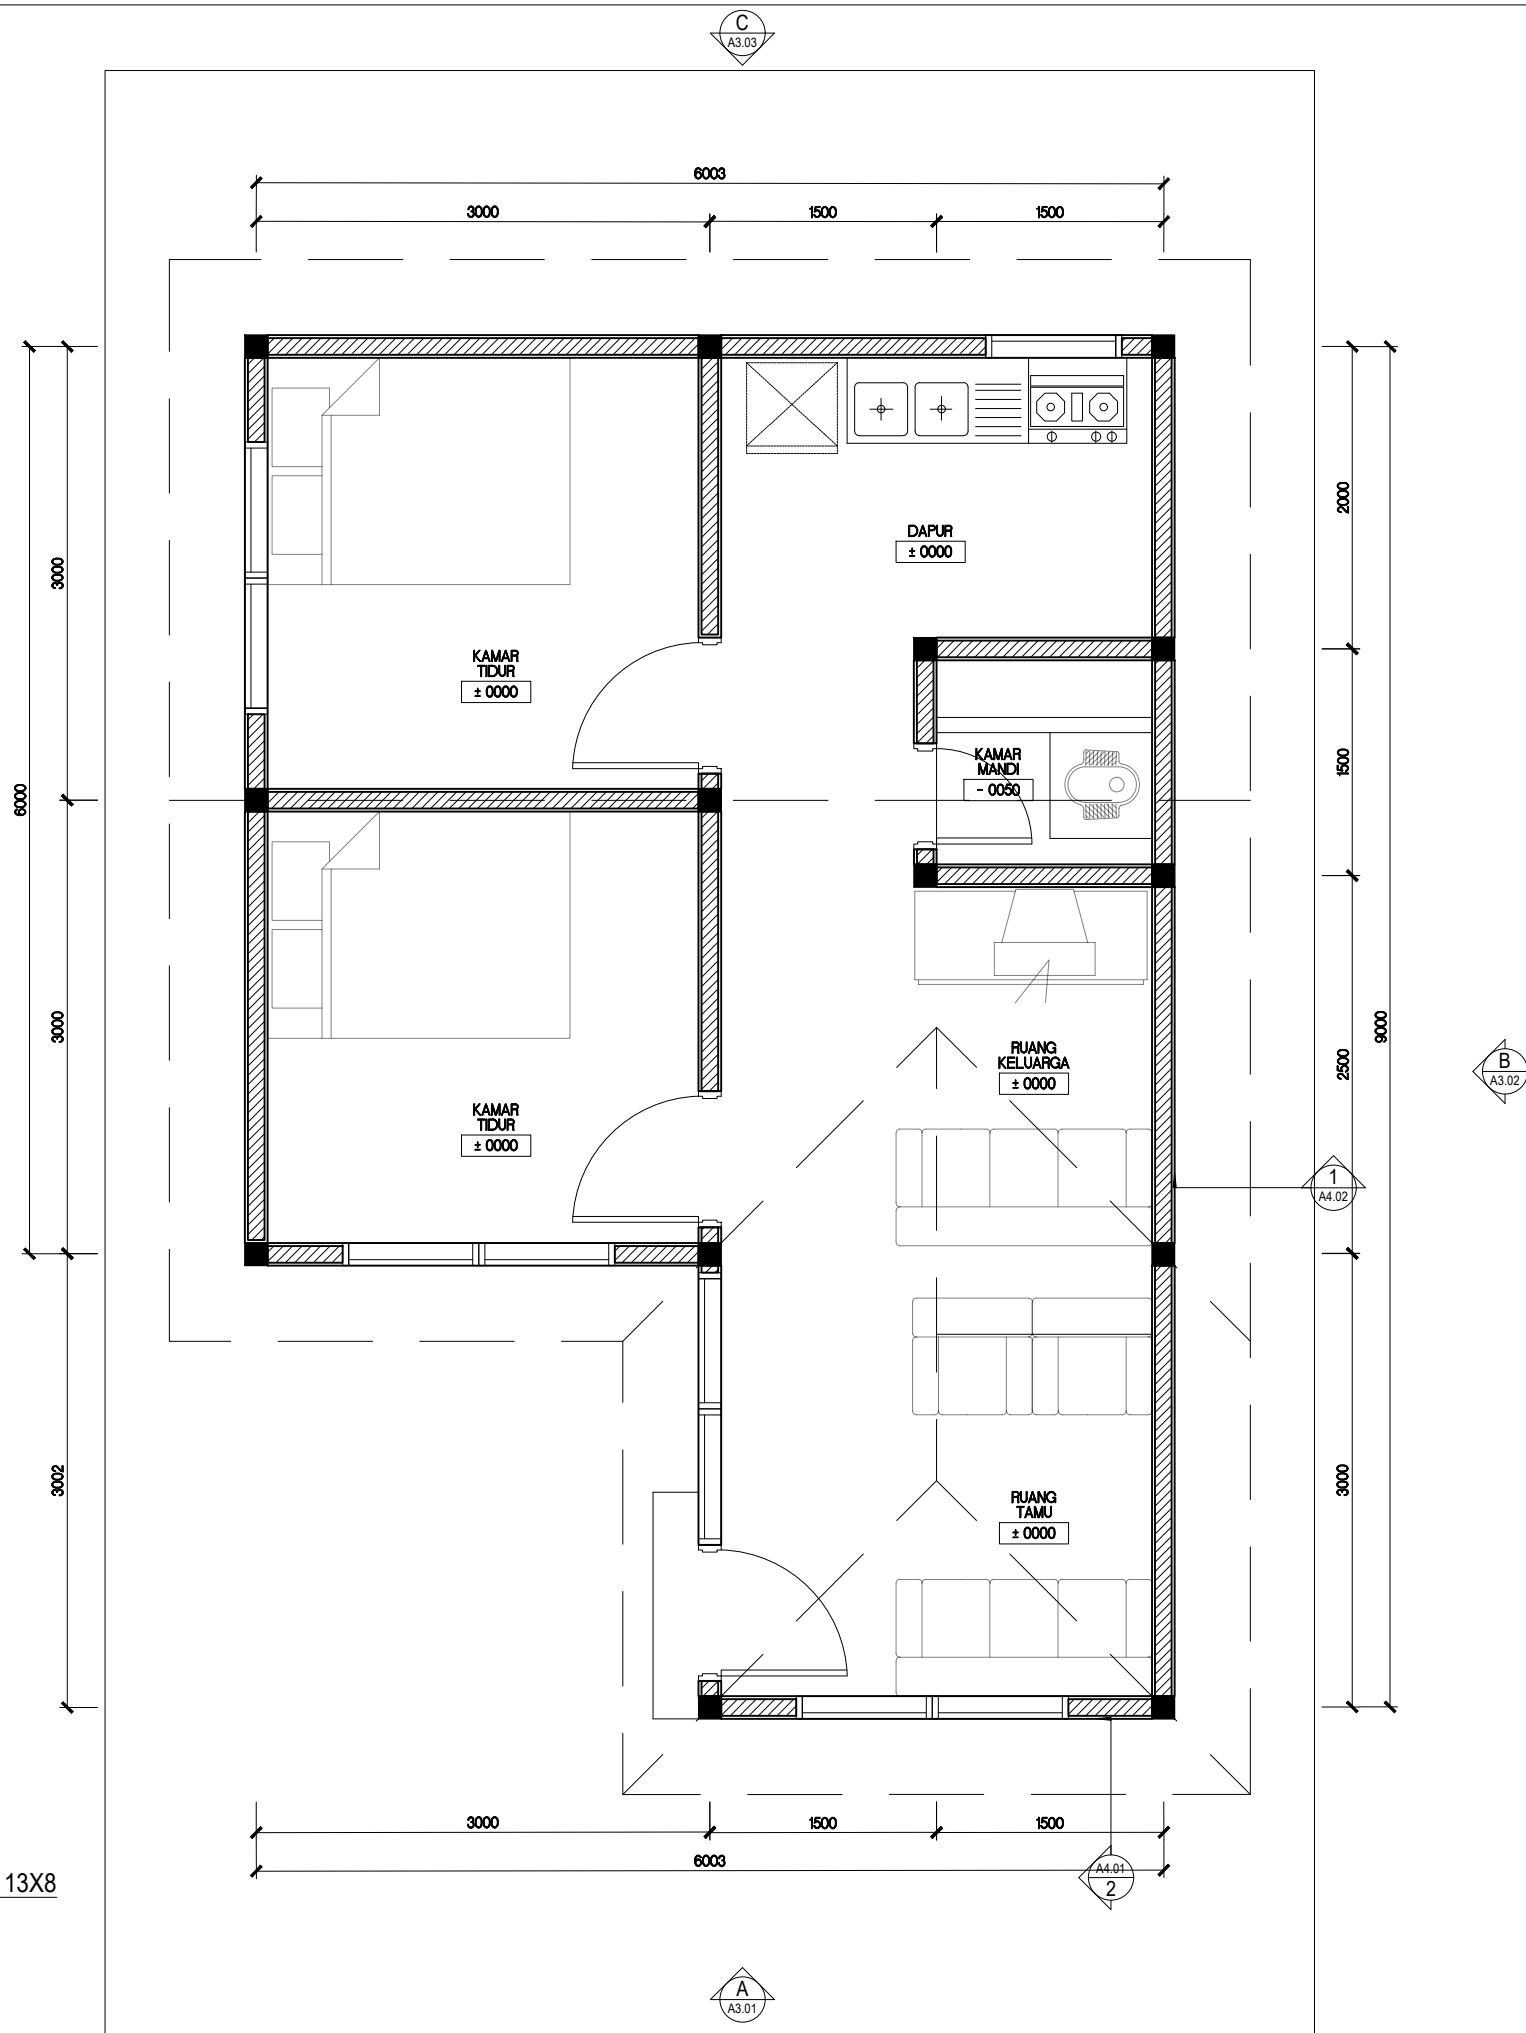 C
A3.03
6003
3000
1500
1500
DAPUR
± 0000
KAMAR
TIDUR
± 0000
KAMAR
MANDI
- 0050
RUANG
KELUARGA
± 0000
KAMAR
TIDUR
± 0000
RUANG
TAMU
± 0000
3000
6000
3000
3002
2000
1500
9000
2500
3000
B
A3.02
1
A4.02
3000
1500
1500
6003
A4.01
2
13X8
A
A3.01